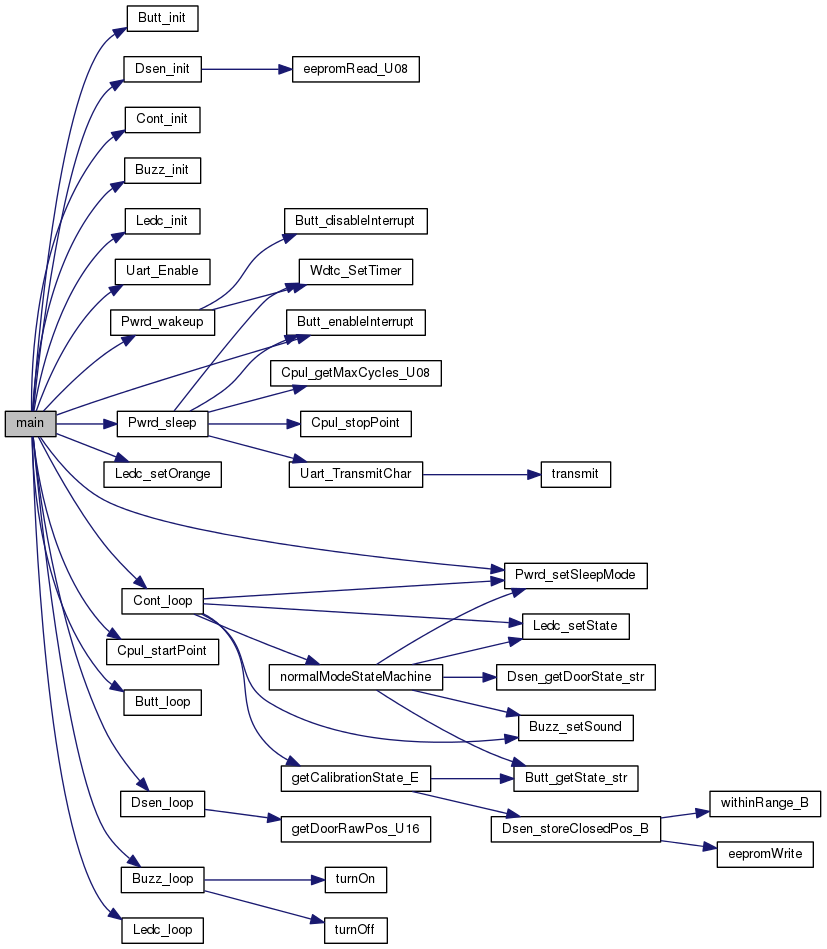 Butt_init
Dsen_init
eepromRead_U08
Cont_init
Buzz_init
Ledc_init
Butt_disableInterrupt
Uart_Enable
Wdtc_SetTimer
Pwrd_wakeup
Butt_enableInterrupt
Cpul_getMaxCycles_U08
main
Pwrd_sleep
Cpul_stopPoint
Ledc_setOrange
Uart_TransmitChar
transmit
Pwrd_setSleepMode
Cont_loop
Ledc_setState
Cpul_startPoint
normalModeStateMachine
Dsen_getDoorState_str
Butt_loop
Buzz_setSound
getCalibrationState_E
Butt_getState_str
Dsen_loop
withinRange_B
getDoorRawPos_U16
Dsen_storeClosedPos_B
eepromWrite
Buzz_loop
turnOn
Ledc_loop
turnOff